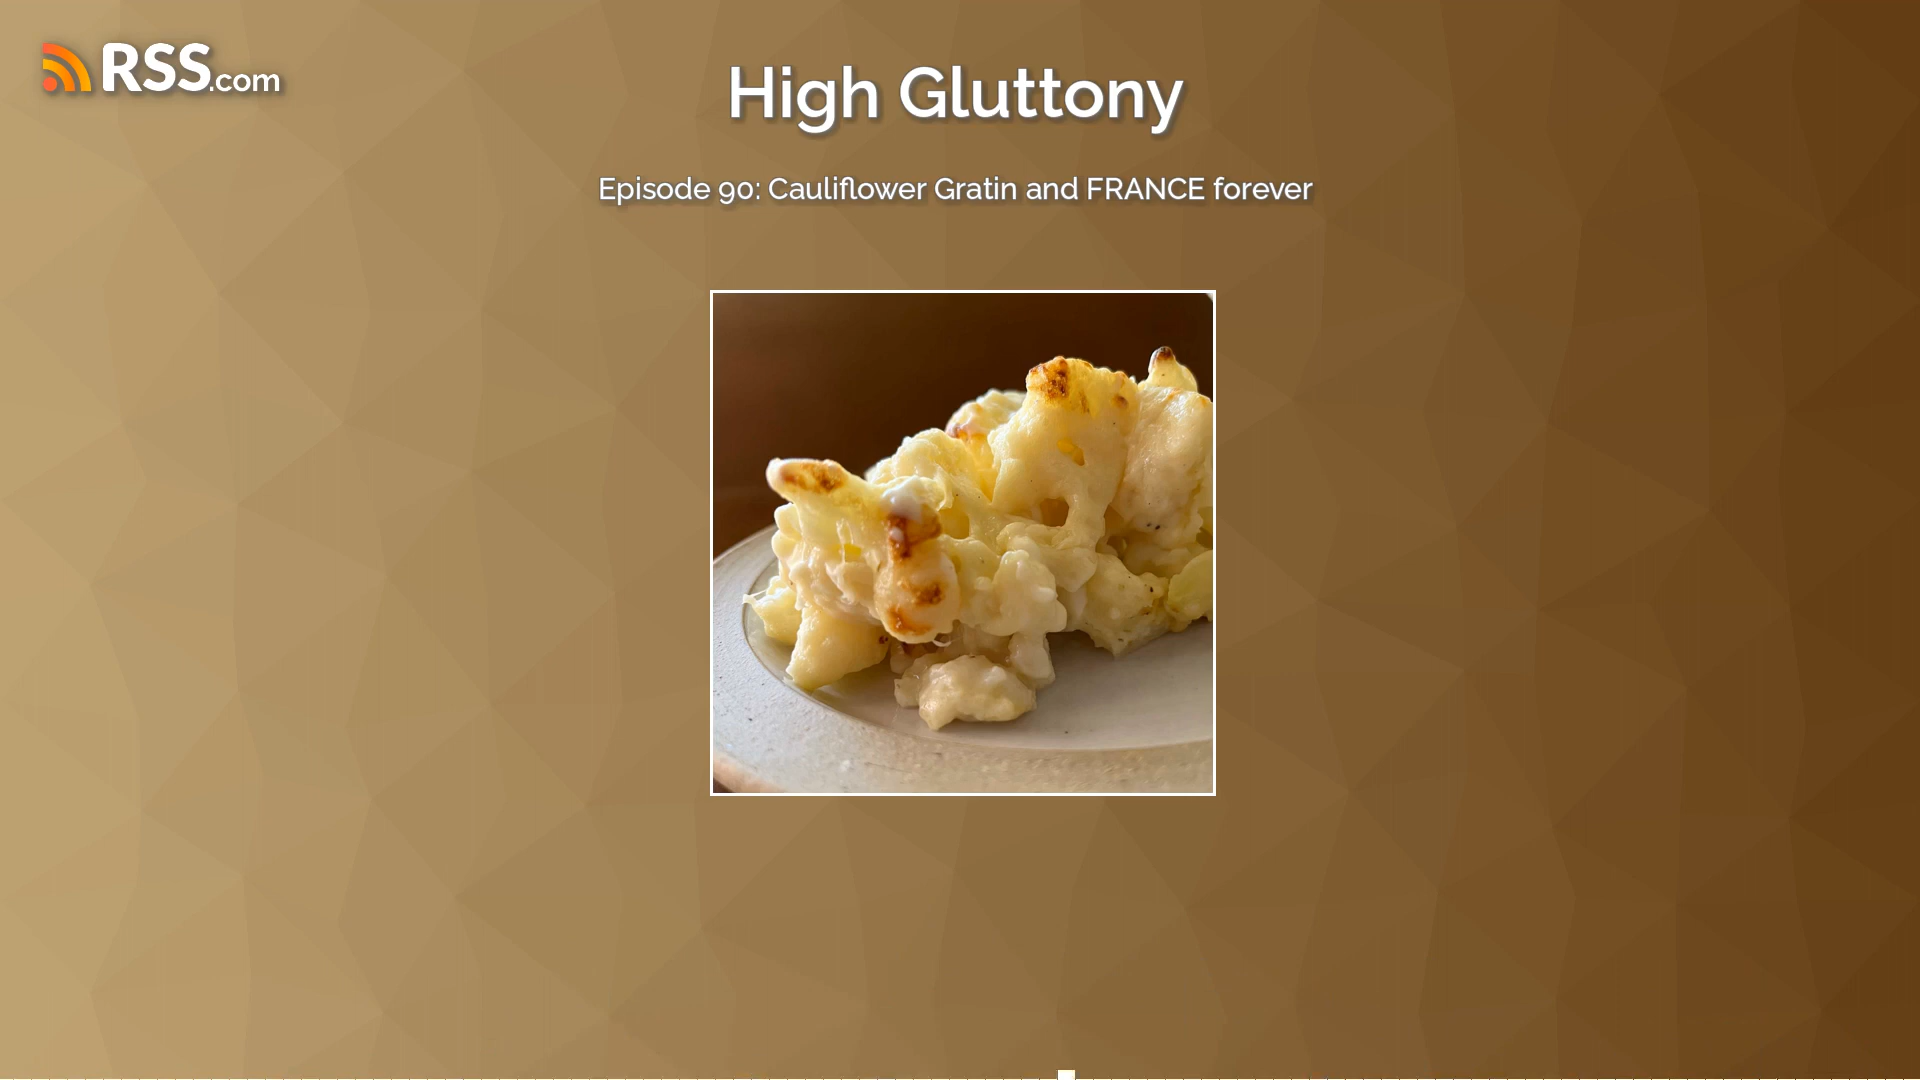 RSS.com
High Gluttony
Episode 90: Cauliflower Gratin and FRANCE forever